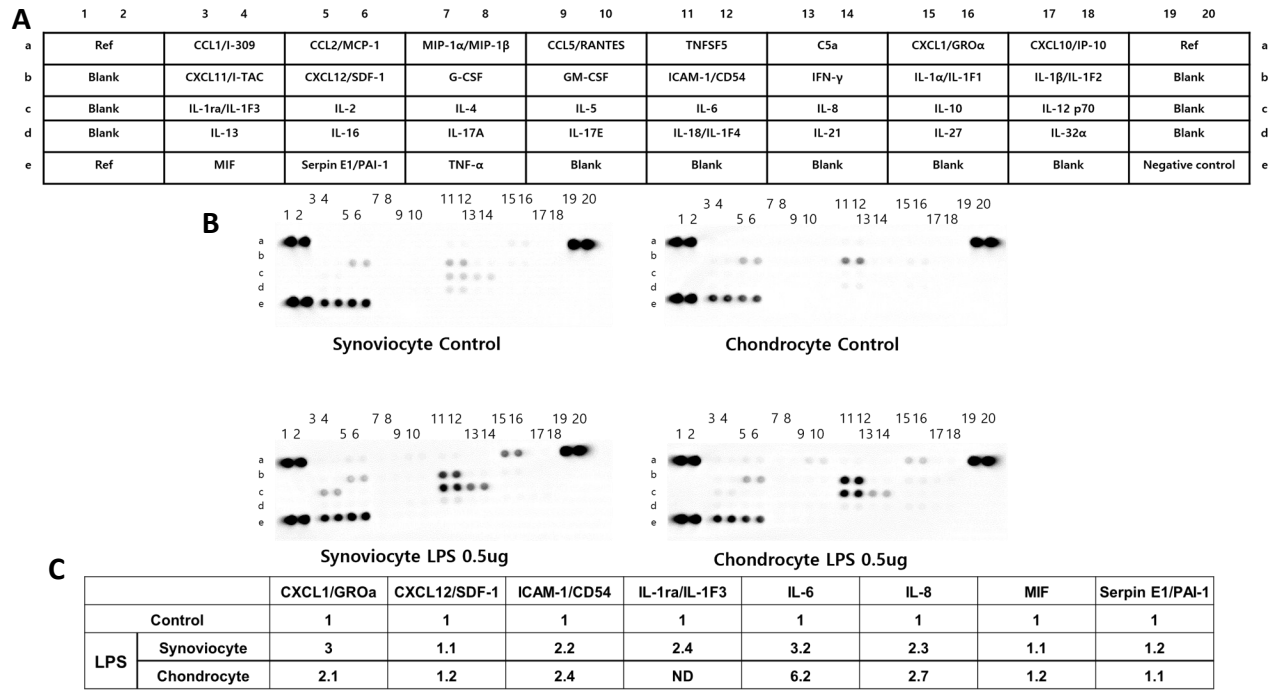 A
1 2 3 4 5 6 7 8 9 10 11 12 13 14 15 16 17 18 19 20
a Ref CCL1/I-309 CCL2/MCP-1 MIP-1α/MIP-1β CCL5/RANTES TNFSF5 C5a CXCL1/GROα CXCL10/IP-10 Ref a
b Blank CXCL11/I-TAC CXCL12/SDF-1 G-CSF GM-CSF ICAM-1/CD54 IFN-γ IL-1α/IL-1F1 IL-1β/IL-1F2 Blank b
c Blank IL-1ra/IL-1F3 IL-2 IL-4 IL-5 IL-6 IL-8 IL-10 IL-12 p70 Blank c
d Blank IL-13 IL-16 IL-17A IL-17E IL-18/IL-1F4 IL-21 IL-27 IL-32α Blank d
e Ref MIF Serpin E1/PAI-1 TNF-α Blank Blank Blank Blank Blank Negative control e
B
3 4 7 8 11 12 15 16 19 20
1 2 5 6 9 10 13 14 17 18
a
b
c
d
e
Synoviocyte Control
3 4 7 8 11 12 15 16 19 20
1 2 5 6 9 10 13 14 17 18
a
b
c
d
e
Chondrocyte Control
3 4 7 8 11 12 15 16 19 20
1 2 5 6 9 10 13 14 17 18
a
b
c
d
e
Synoviocyte LPS 0.5ug
3 4 7 8 11 12 15 16 19 20
1 2 5 6 9 10 13 14 17 18
a
b
c
d
e
Chondrocyte LPS 0.5ug
C
CXCL1/GROa CXCL12/SDF-1 ICAM-1/CD54 IL-1ra/IL-1F3 IL-6 IL-8 MIF Serpin E1/PAI-1
Control 1 1 1 1 1 1 1 1
LPS
Synoviocyte 3 1.1 2.2 2.4 3.2 2.3 1.1 1.2
Chondrocyte 2.1 1.2 2.4 ND 6.2 2.7 1.2 1.1